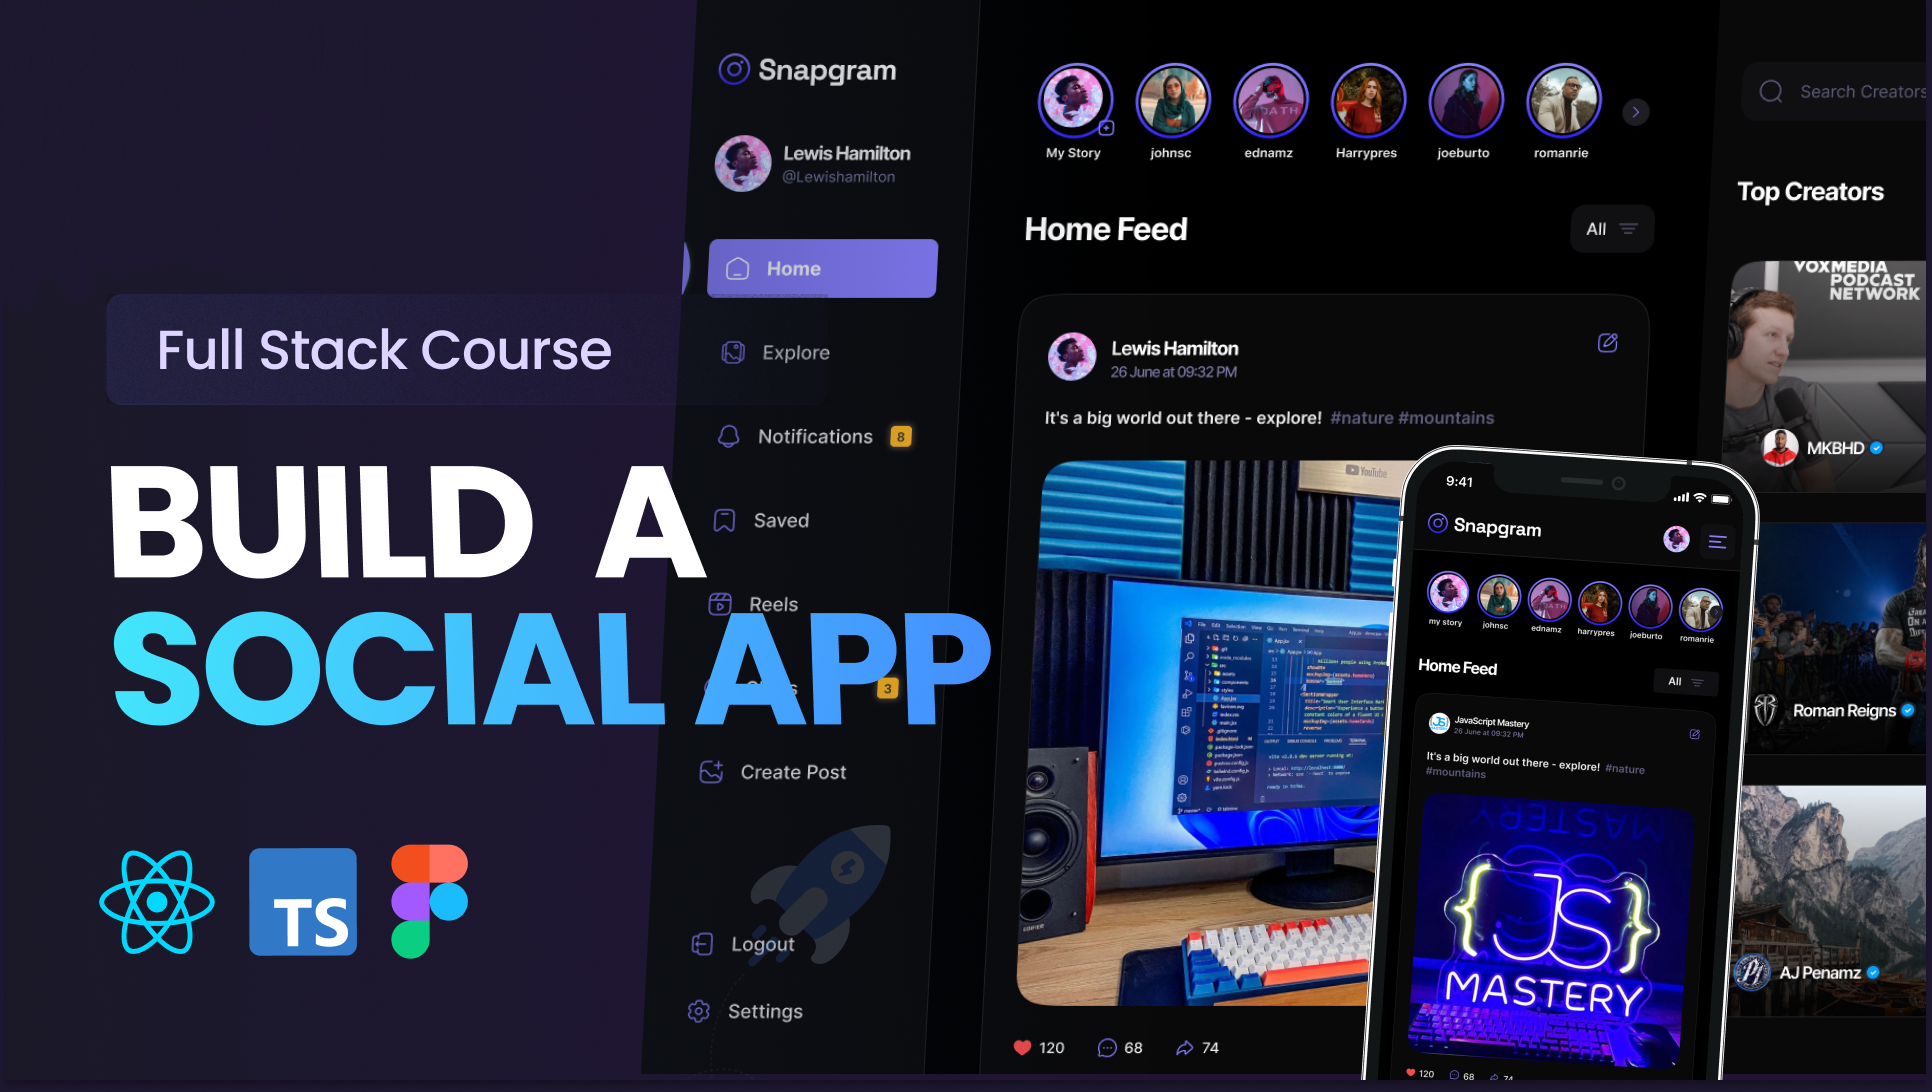 Full Stack Course
BUILD A
SOCIAL APP
TS
Snapgram
Lewis Hamilton
@Lewishamilton
Home
Explore
Notifications 8
Saved
Reels
3
Create Post
Logout
Settings
My Story
johnsc
ednamz
Harrypres
joeburto
romanrie
Home Feed
All
Lewis Hamilton
26 June at 09:32 PM
It's a big world out there - explore! #nature #mountains
YouTube
120
68
74
Search Creators
Top Creators
VOXMEDIA
PODCAST
NETWORK
MKBHD
Roman Reigns
AJ Penamz
9:41
Snapgram
my story
johnsc
ednamz
harrypres
joeburto
romanrie
Home Feed
All
JavaScript Mastery
26 June at 09:32 PM
It's a big world out there - explore! #nature
#mountains
JS
MASTERY
120
68
74